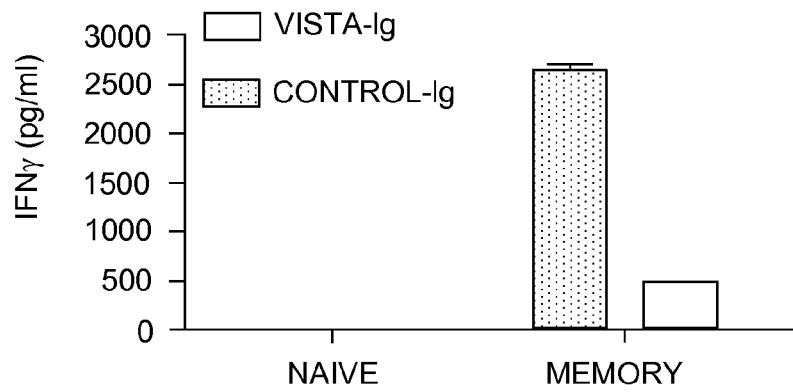 VISTA-Ig
CONTROL-Ig
IFNγ (pg/ml)
3000
2500
2000
1500
1000
500
0
NAIVE
MEMORY